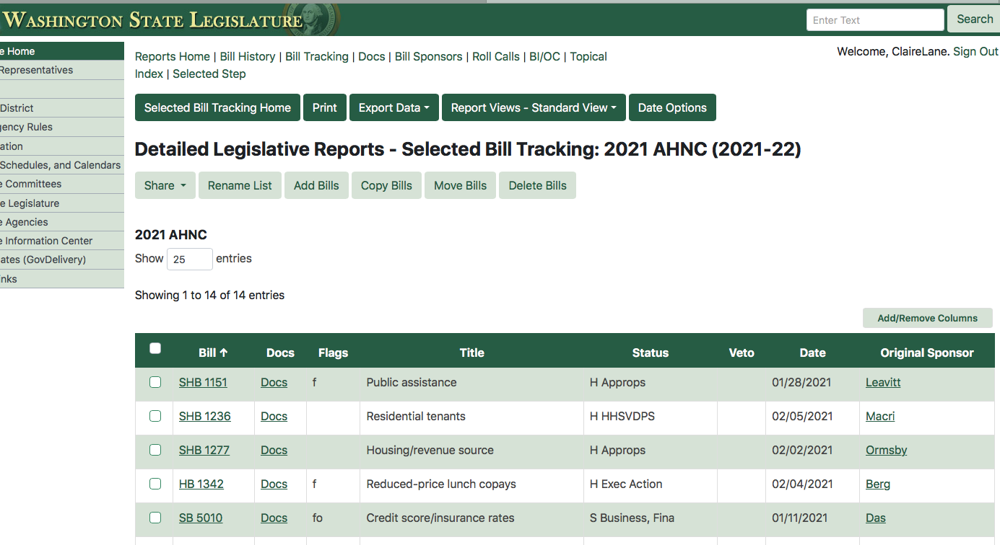 WASHINGTON STATE LEGISLATURE
Enter Text
Search
e Home
Representatives
District
gency Rules
ation
Schedules, and Calendars
e Committees
e Legislature
e Agencies
e Information Center
ates (GovDelivery)
inks
Reports Home | Bill History | Bill Tracking | Docs | Bill Sponsors | Roll Calls | BI/OC | Topical
Index | Selected Step
Welcome, ClaireLane. Sign Out
Selected Bill Tracking Home Print Export Data Report Views - Standard View Date Options
Detailed Legislative Reports - Selected Bill Tracking: 2021 AHNC (2021-22)
Share Rename List Add Bills Copy Bills Move Bills Delete Bills
2021 AHNC
Show 25 entries
Showing 1 to 14 of 14 entries
Add/Remove Columns
Bill ↑ Docs Flags Title Status Veto Date Original Sponsor
SHB 1151 Docs f Public assistance H Approps 01/28/2021 Leavitt
SHB 1236 Docs Residential tenants H HHSVDPS 02/05/2021 Macri
SHB 1277 Docs Housing/revenue source H Approps 02/02/2021 Ormsby
HB 1342 Docs f Reduced-price lunch copays H Exec Action 02/04/2021 Berg
SB 5010 Docs fo Credit score/insurance rates S Business, Fina 01/11/2021 Das